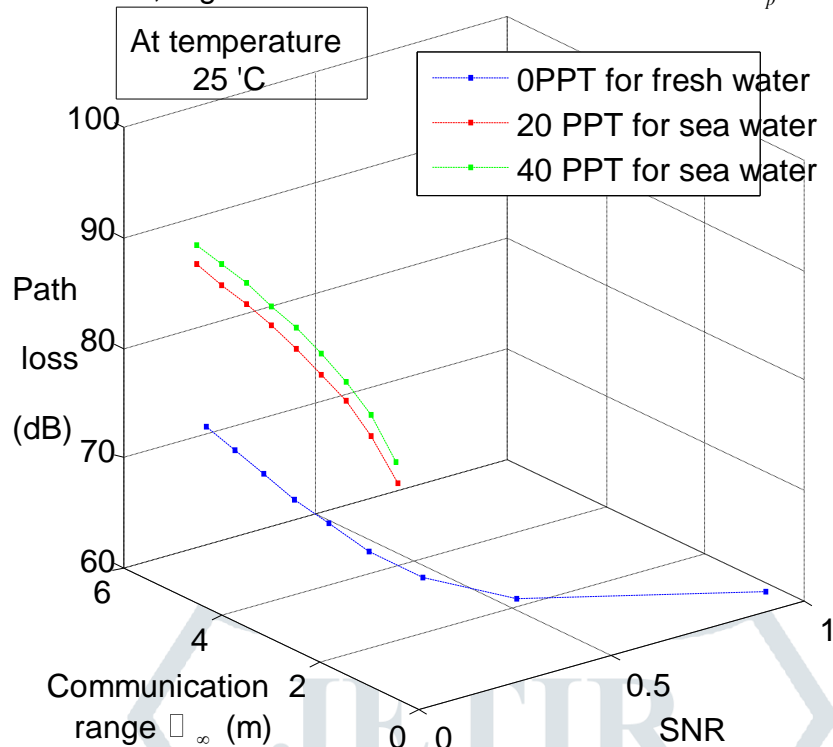 p
At temperature
25 'C
0PPT for fresh water
20 PPT for sea water
40 PPT for sea water
100
90
80
70
60
Path
loss
(dB)
6
4
2
0
Communication
range □ ∞ (m)
0
0.5
1
SNR
JETIR